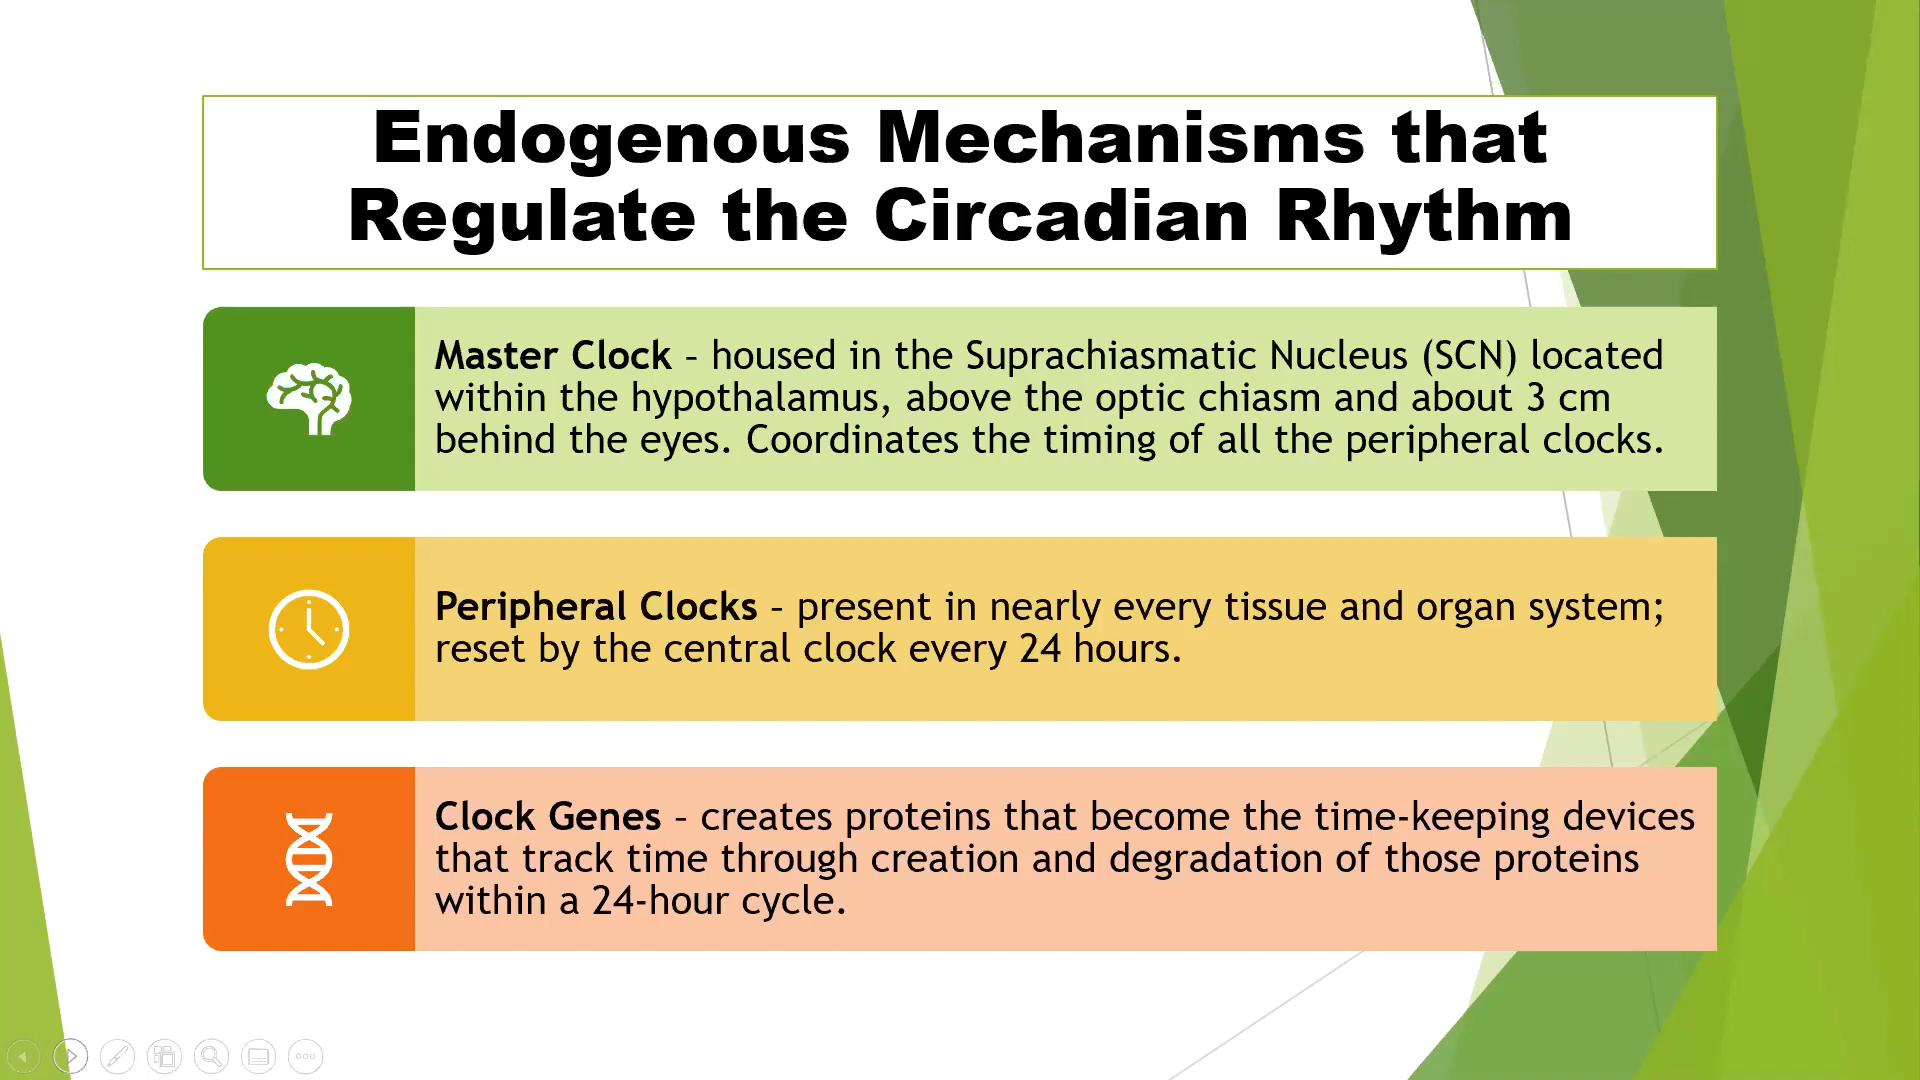 Endogenous Mechanisms that
Regulate the Circadian Rhythm
Master Clock – housed in the Suprachiasmatic Nucleus (SCN) located
within the hypothalamus, above the optic chiasm and about 3 cm
behind the eyes. Coordinates the timing of all the peripheral clocks.
Peripheral Clocks – present in nearly every tissue and organ system;
reset by the central clock every 24 hours.
Clock Genes – creates proteins that become the time-keeping devices
that track time through creation and degradation of those proteins
within a 24-hour cycle.